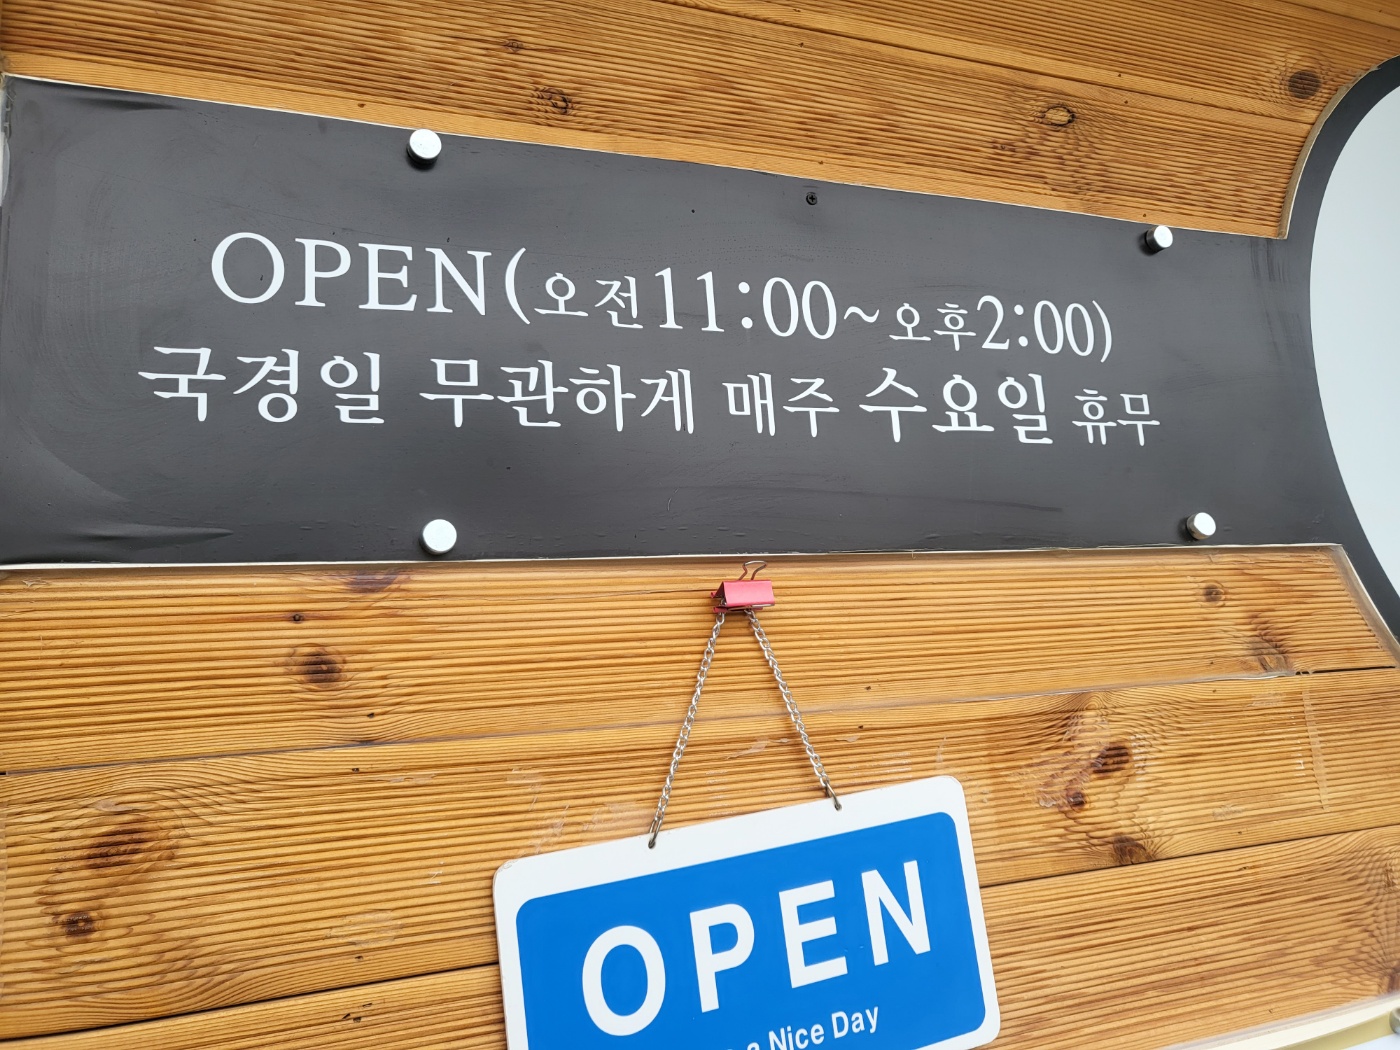 OPEN(오전11:00~오후2:00)
국경일 무관하게 매주 수요일 휴무
OPEN
a Nice Day